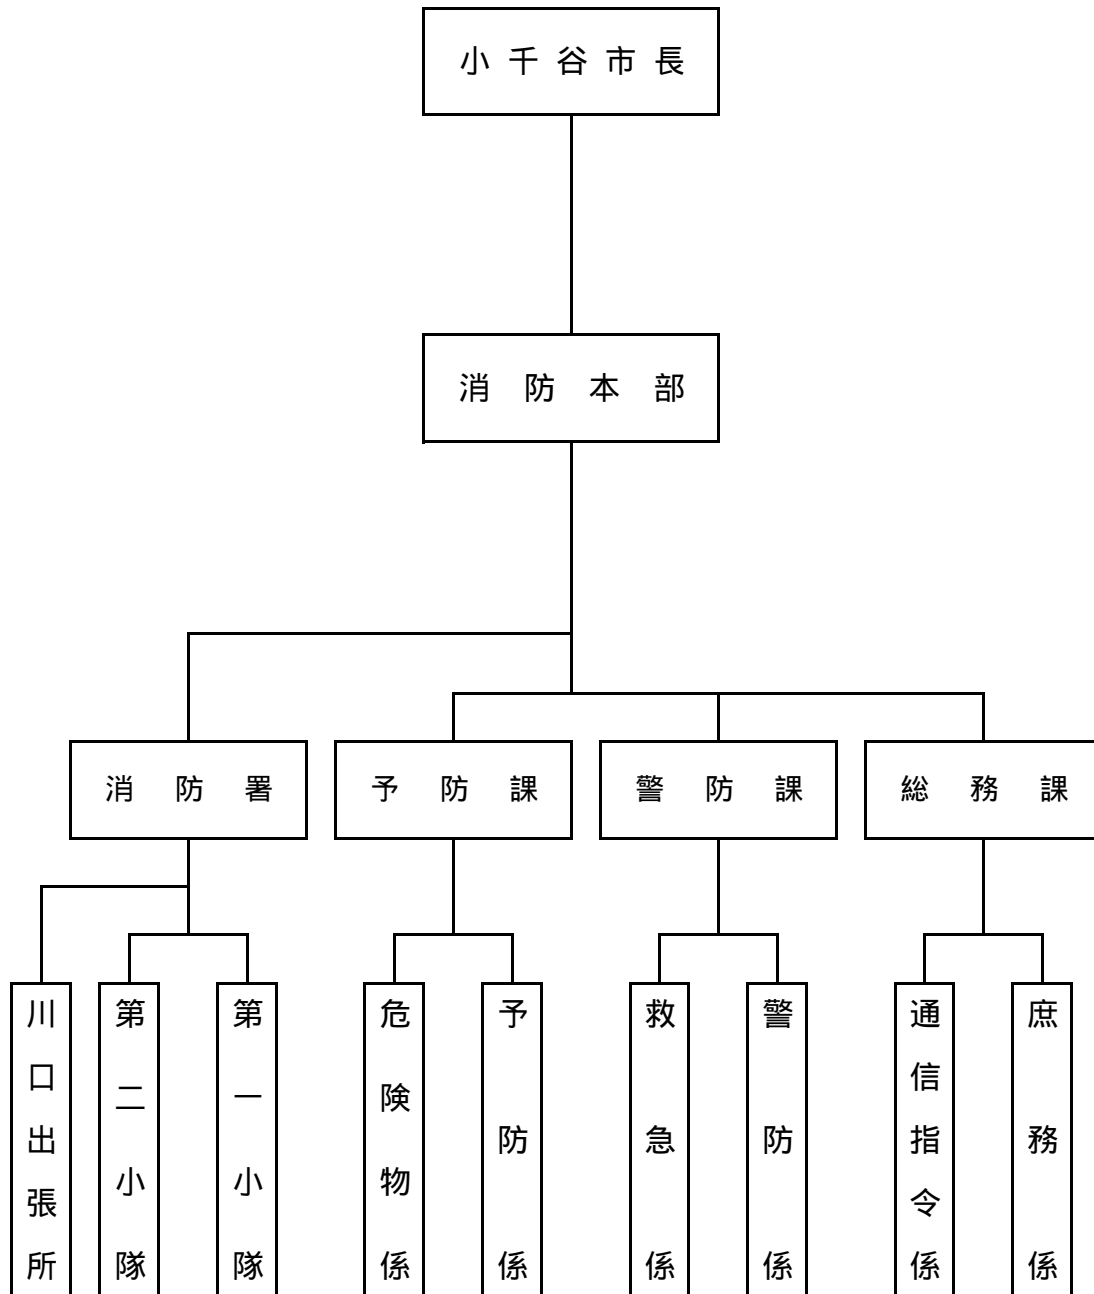 小千谷市長
消防本部
消防署
予防課
警防課
総務課
川口出張所
第二小隊
第一小隊
危険物係
予防係
救急係
警防係
通信指令係
庶務係